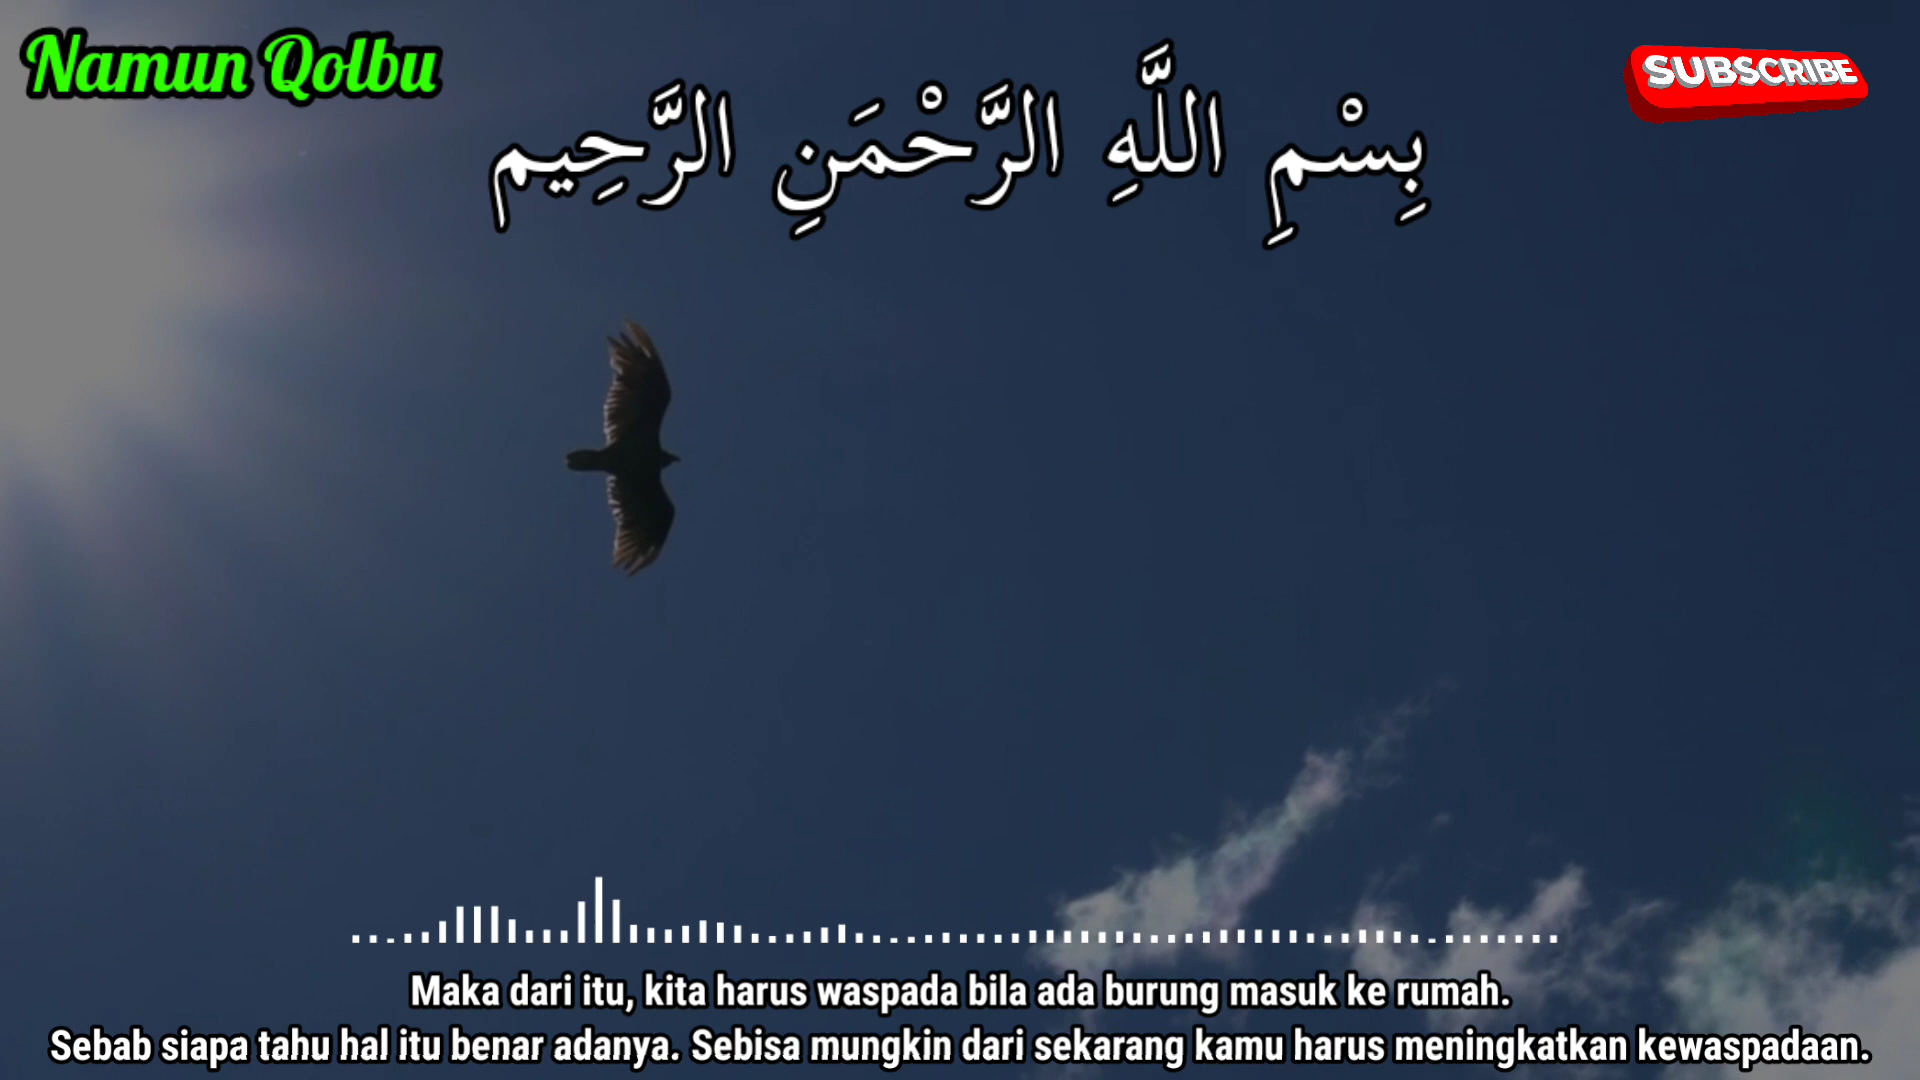 Namun Qolbu
SUBSCRIBE
بِسْمِ اللَّهِ الرَّحْمَنِ الرَّحِيم
Maka dari itu, kita harus waspada bila ada burung masuk ke rumah.
Sebab siapa tahu hal itu benar adanya. Sebisa mungkin dari sekarang kamu harus meningkatkan kewaspadaan.